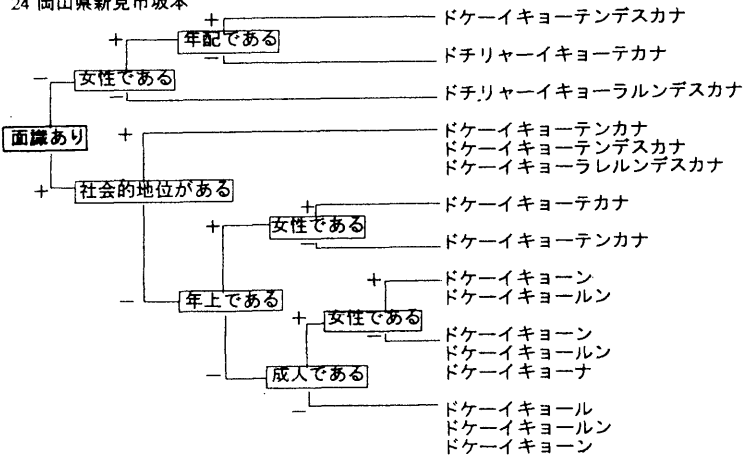 24 岡山県新見市坂本
+ ドケーイキョーテンデスカナ
+ 年配である
− ドチリャーイキョーテカナ
− 女性である
− ドチリャーイキョーラルンデスカナ
面識あり
+ ドケーイキョーテンカナ
ドケーイキョーテンデスカナ
ドケーイキョーラレルンデスカナ
+ 社会的地位がある
+ ドケーイキョーテカナ
+ 女性である
− ドケーイキョーテンカナ
− 年上である
+ ドケーイキョーン
ドケーイキョールン
+ 女性である
− ドケーイキョーン
ドケーイキョールン
ドケーイキョーナ
− 成人である
− ドケーイキョール
ドケーイキョールン
ドケーイキョーン